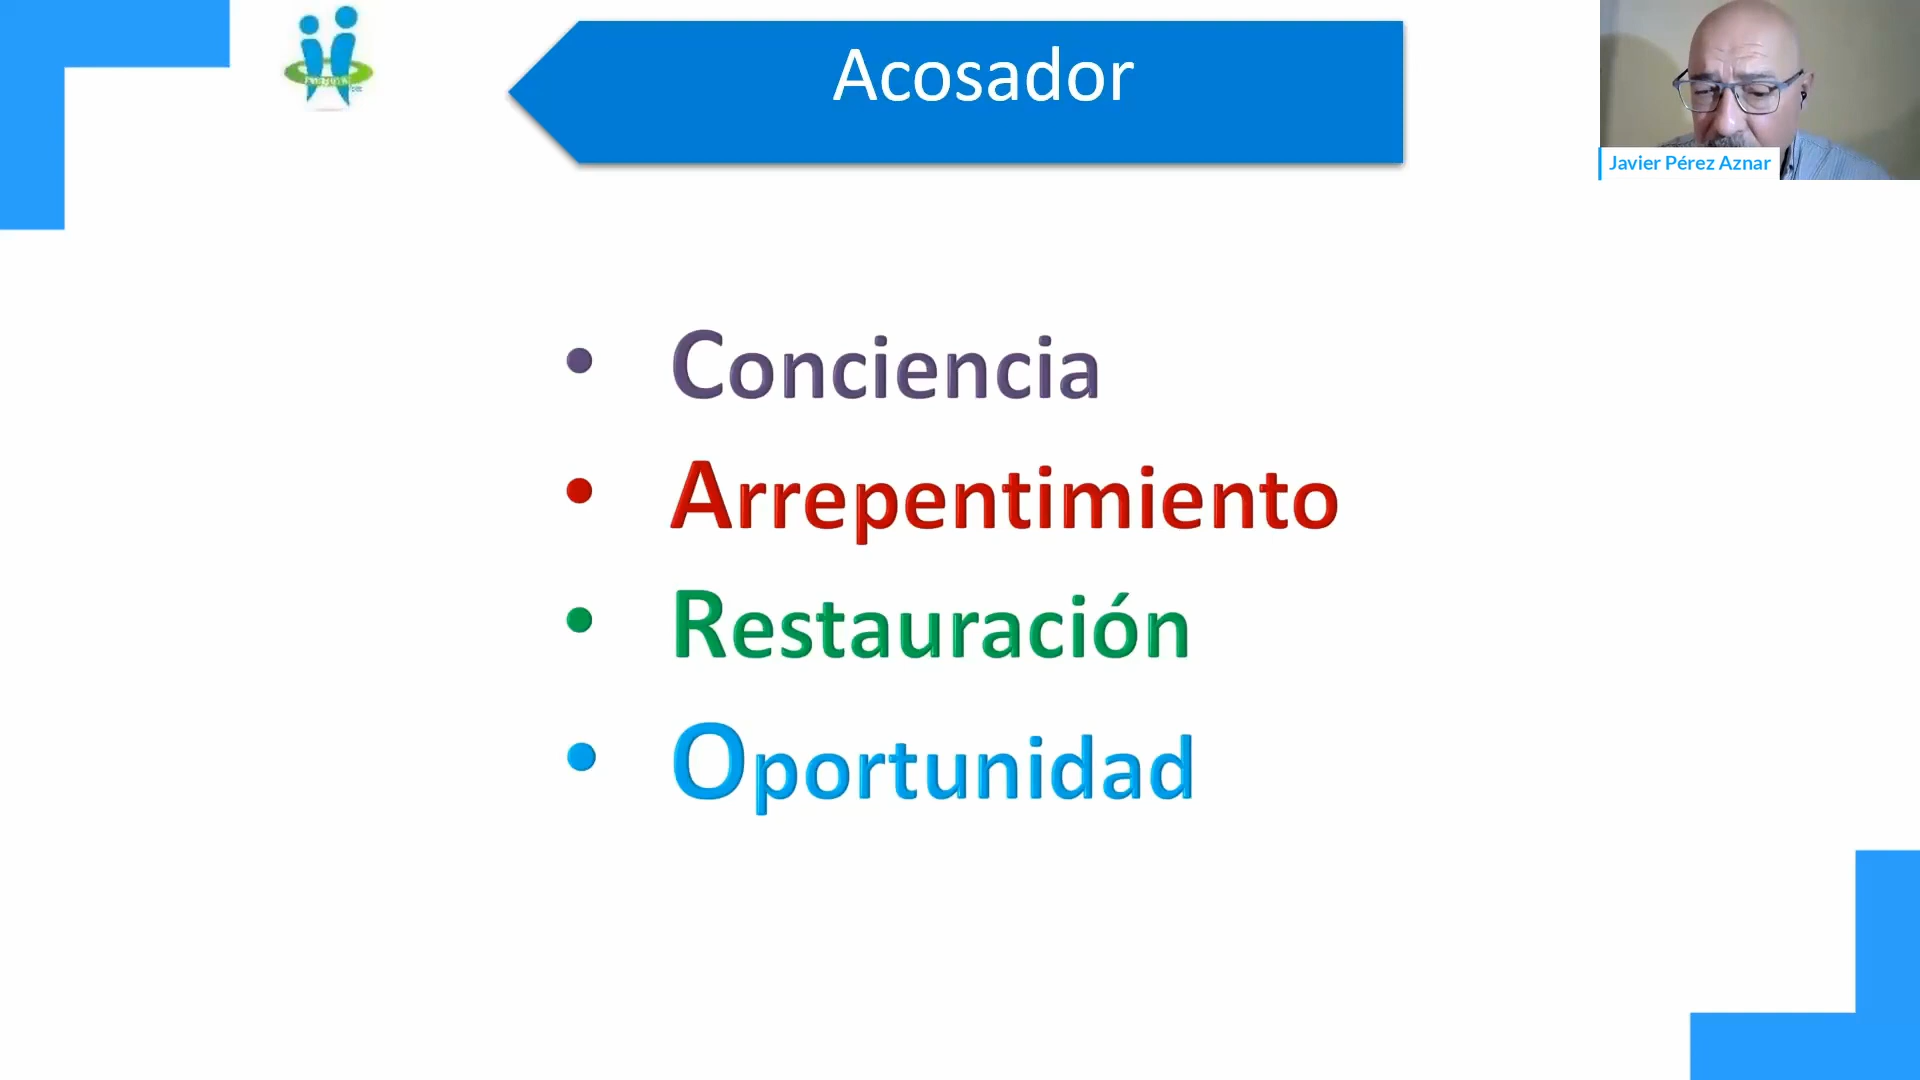 Acosador
Javier Pérez Aznar
• Conciencia
• Arrepentimiento
• Restauración
• Oportunidad